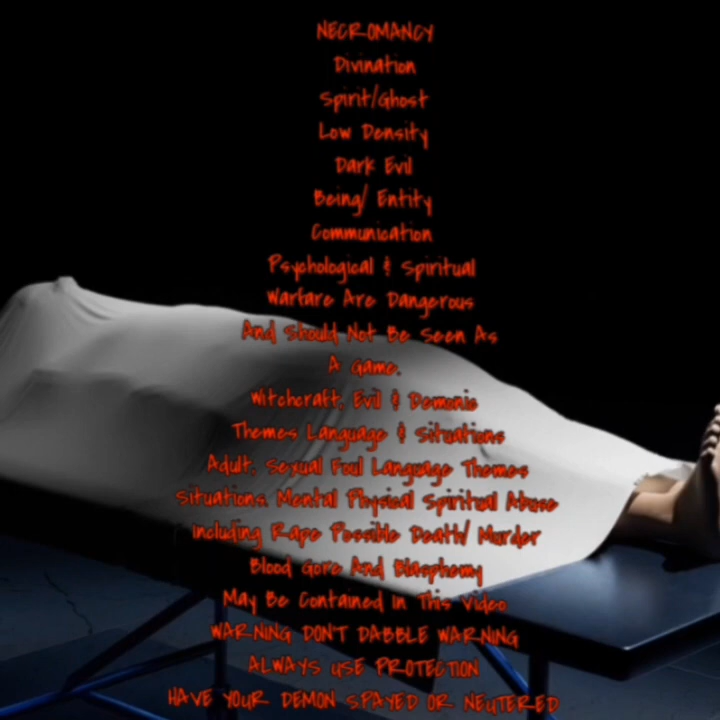 NECROMANCY
Divination
Spirit/Ghost
Low Density
Dark Evil
Being/ Entity
Communication
Psychological & Spiritual
Warfare Are Dangerous
And Should Not Be Seen As
A Game.
Witchcraft, Evil & Demonic
Themes Language & Situations
Adult, Sexual Foul Language Themes
Situations Mental Physical Spiritual Abuse
Including Rape Possible Death/ Murder
Blood Gore And Blasphemy
May Be Contained In This Video
WARNING DON'T DABBLE WARNING
ALWAYS USE PROTECTION
HAVE YOUR DEMON SPAYED OR NEUTERED